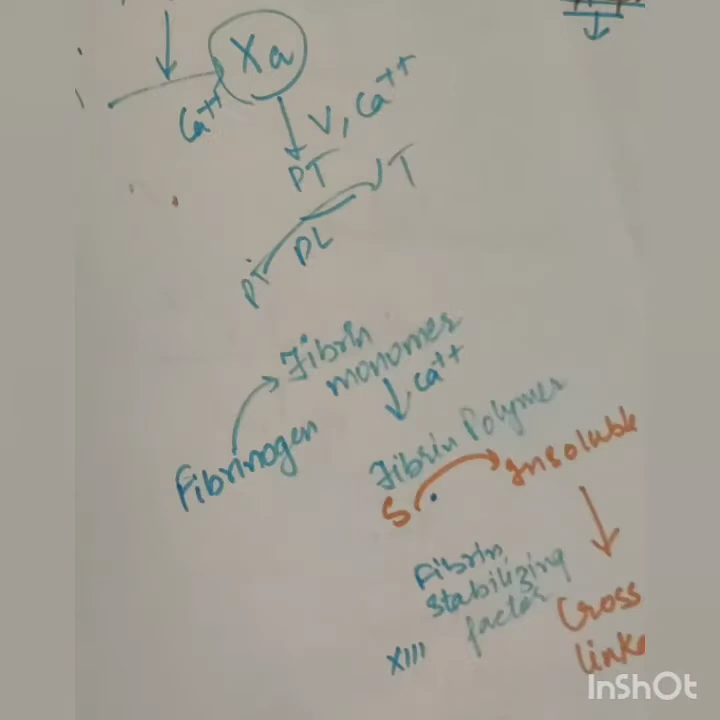 Xa
Ca++
V, Ca++
PT
T
PT PL
Fibrin
monomers
Ca++
Fibrinogen
Fibrin Polymer
S
Insoluble
Fibrin
stabilizing
factor
XIII
Cross
link
InShOt